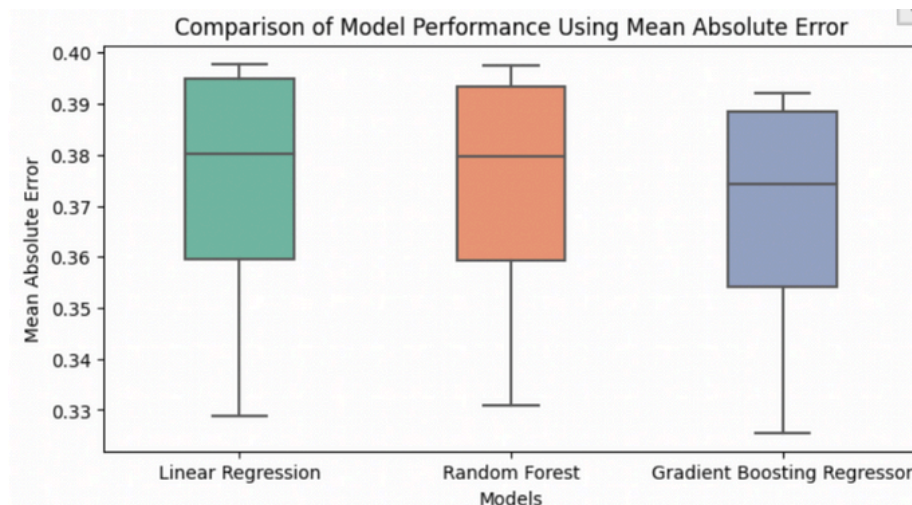 Comparison of Model Performance Using Mean Absolute Error
0.40
0.39
0.38
0.37
0.36
0.35
0.34
0.33
Mean Absolute Error
Linear Regression
Random Forest
Gradient Boosting Regressor
Models